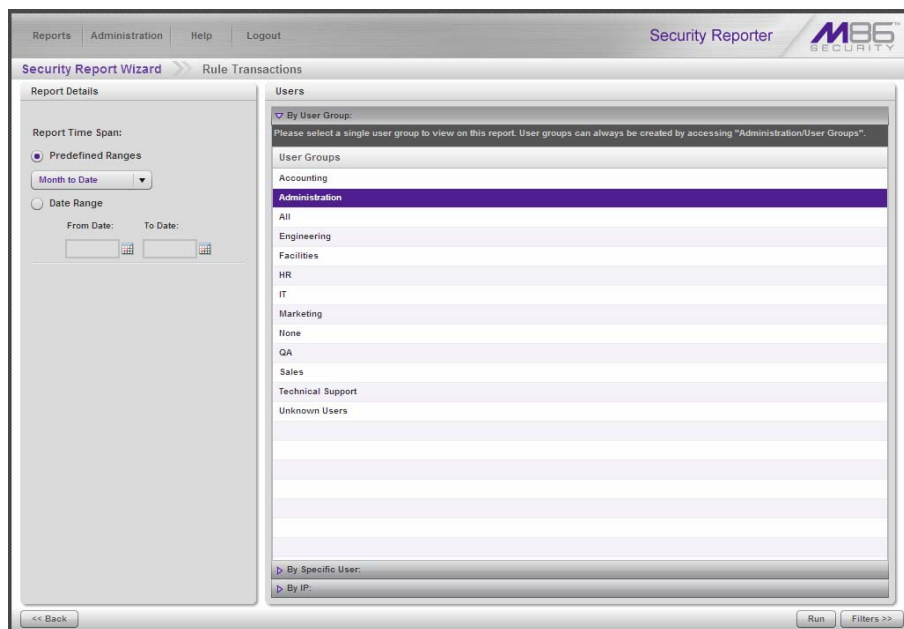 Reports Administration Help Logout
Security Reporter
M86 SECURITY
Security Report Wizard Rule Transactions
Report Details
Report Time Span:
Predefined Ranges
Month to Date
Date Range
From Date: To Date:
Users
By User Group:
Please select a single user group to view on this report. User groups can always be created by accessing "Administration/User Groups".
User Groups
Accounting
Administration
All
Engineering
Facilities
HR
IT
Marketing
None
QA
Sales
Technical Support
Unknown Users
By Specific User:
By IP:
<< Back
Run
Filters >>